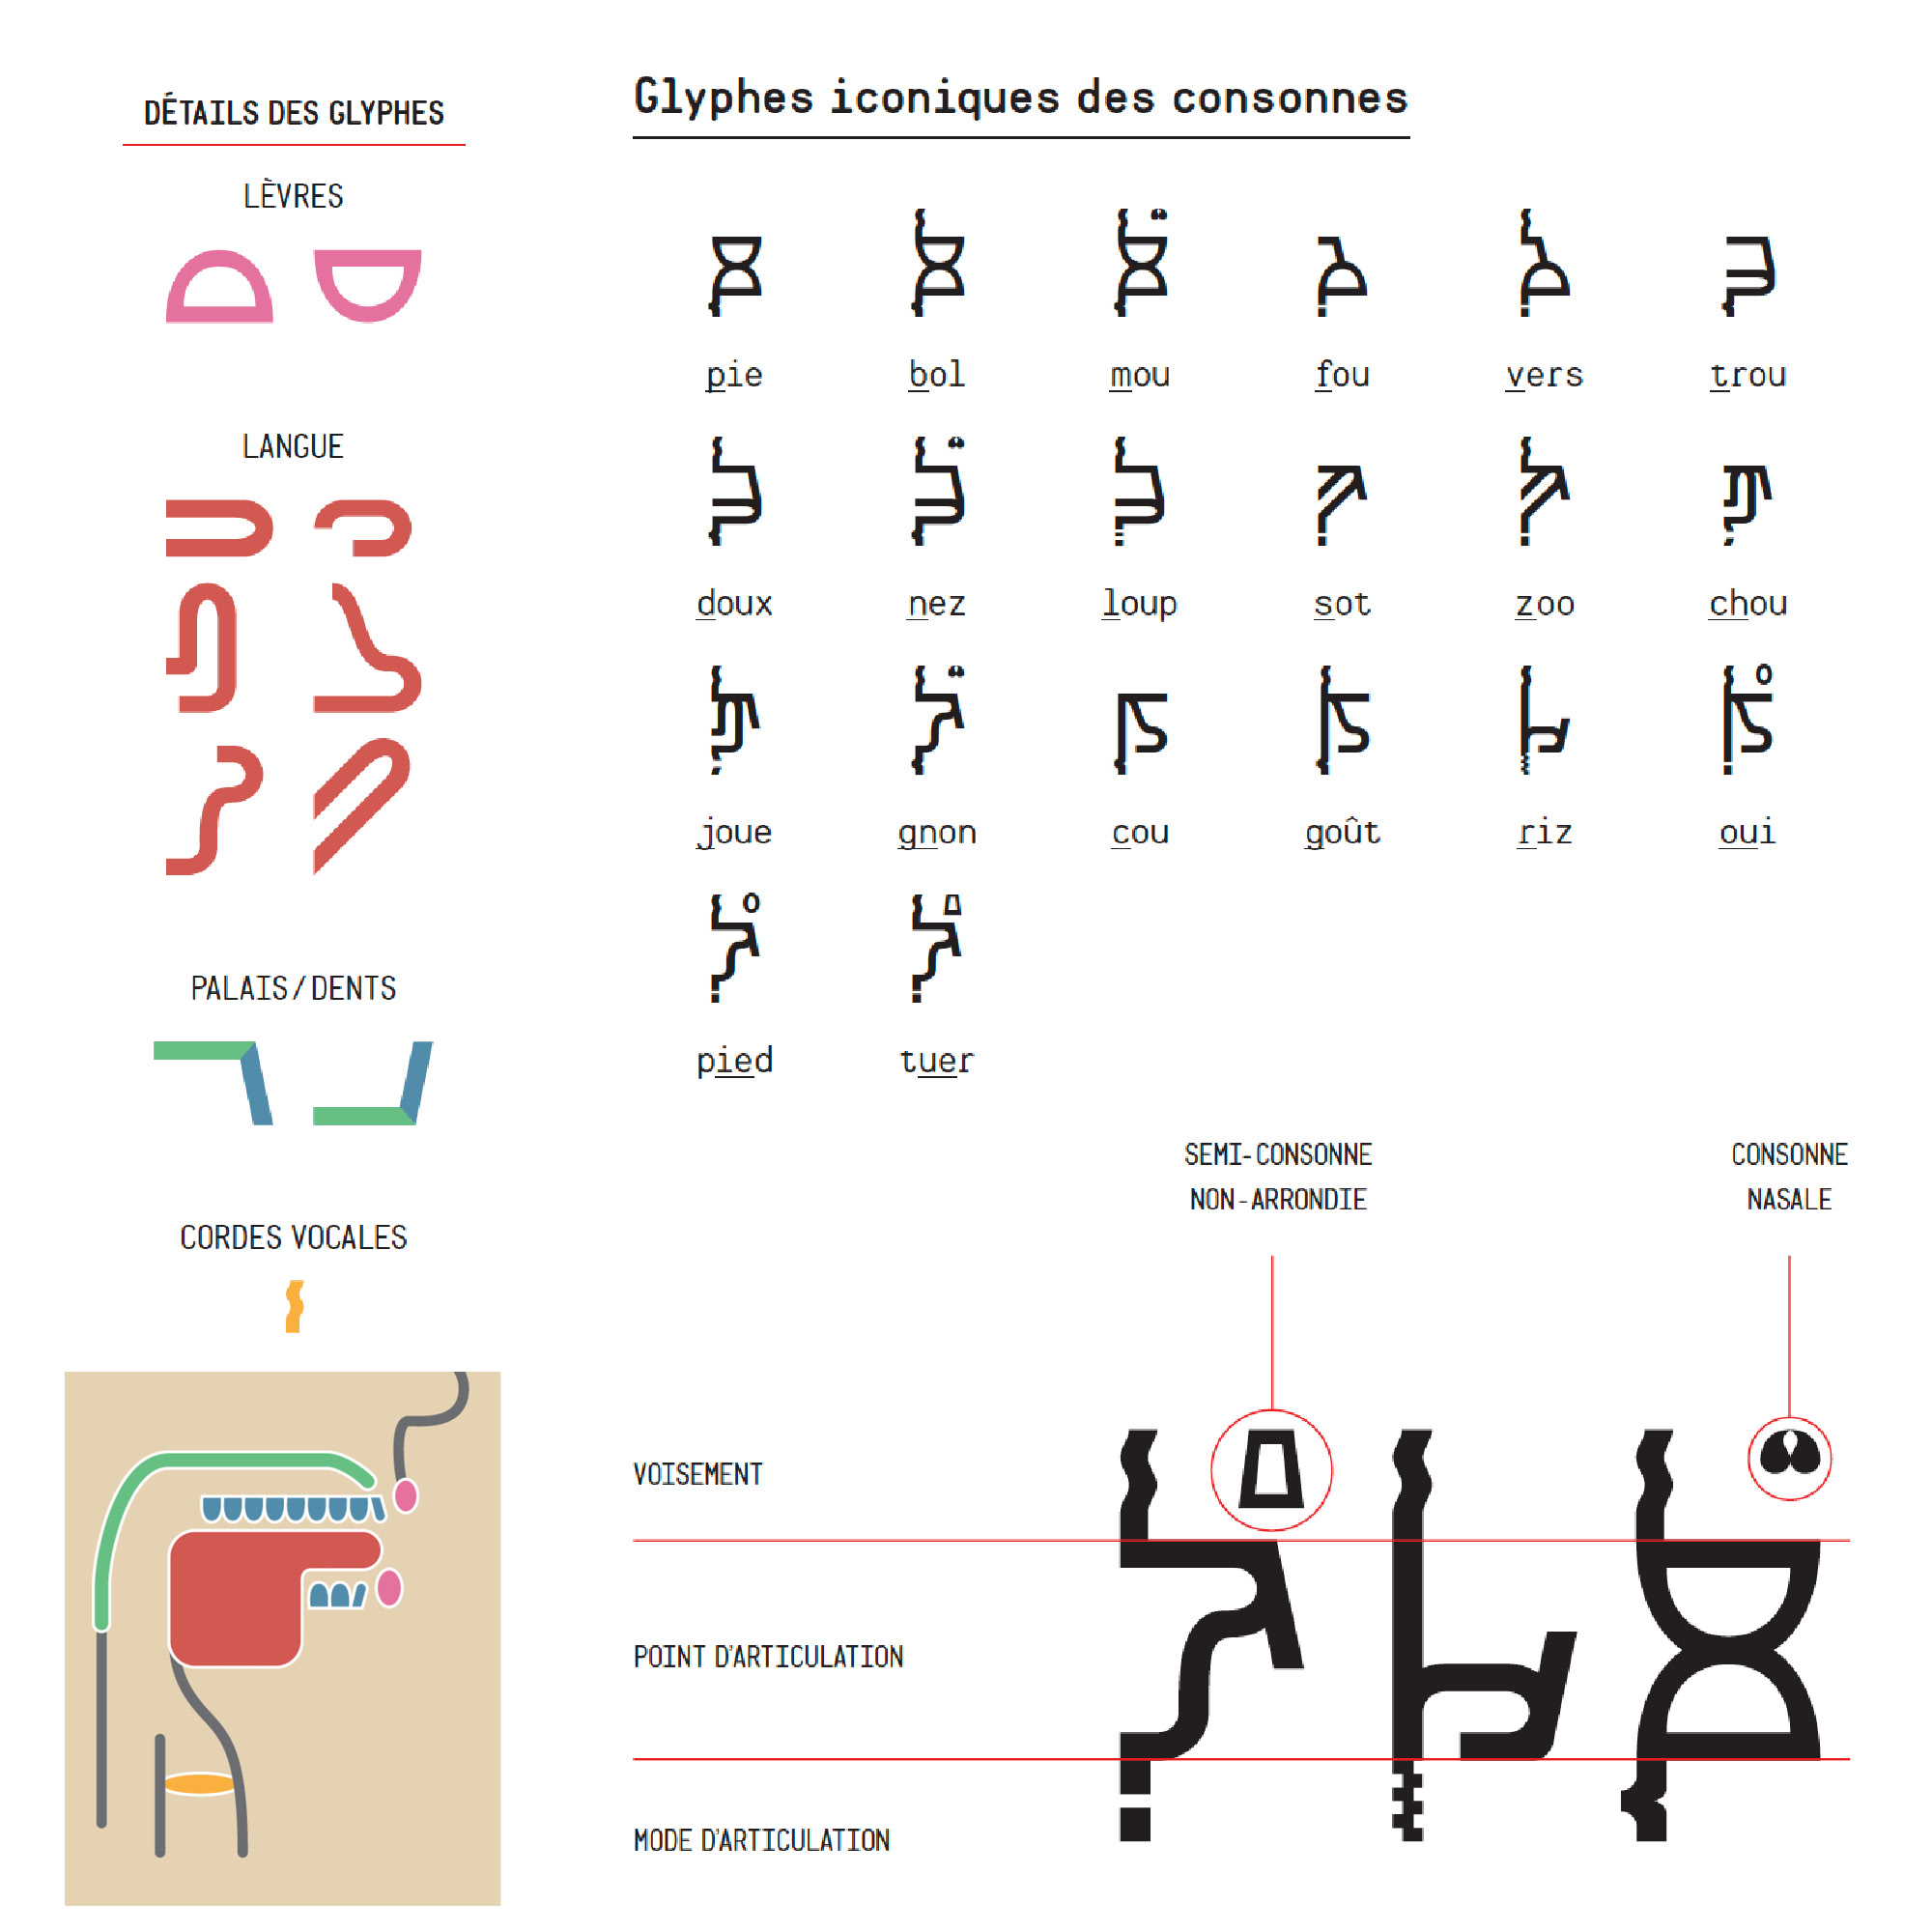 DÉTAILS DES GLYPHES
LÈVRES
LANGUE
PALAIS/DENTS
CORDES VOCALES
Glyphes iconiques des consonnes
pie bol mou fou vers trou
doux nez loup sot zoo chou
joue gnon cou goût riz oui
pied tuer
SEMI-CONSONNE
NON-ARRONDIE
CONSONNE
NASALE
VOISEMENT
POINT D'ARTICULATION
MODE D'ARTICULATION